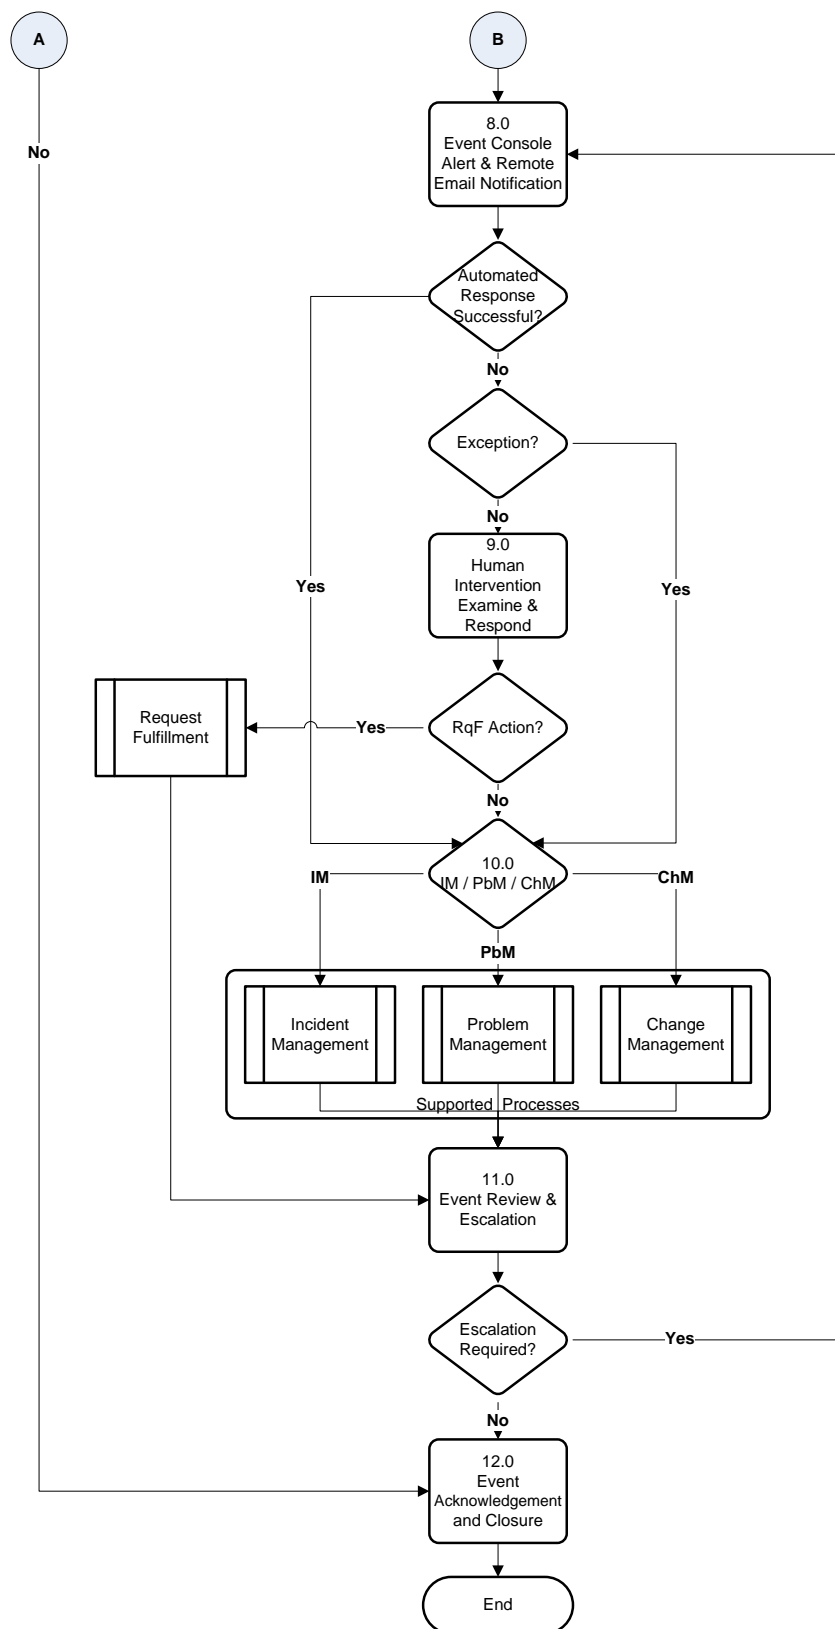 A
B
No
8.0
Event Console
Alert & Remote
Email Notification
Automated
Response
Successful?
No
Exception?
No
9.0
Human
Intervention
Examine &
Respond
Yes
Yes
Request
Fulfillment
Yes
RqF Action?
No
10.0
IM / PbM / ChM
IM
ChM
PbM
Incident
Management
Problem
Management
Change
Management
Supported Processes
11.0
Event Review &
Escalation
Escalation
Required?
Yes
No
12.0
Event
Acknowledgement
and Closure
End